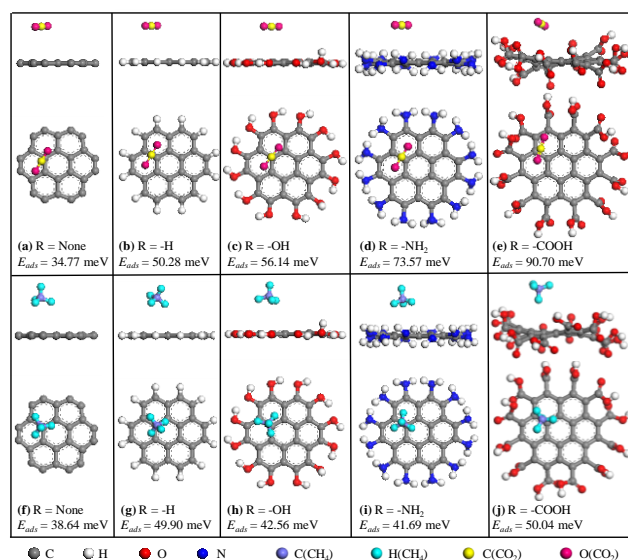 (a) R = None
E_ads = 34.77 meV
(b) R = -H
E_ads = 50.28 meV
(c) R = -OH
E_ads = 56.14 meV
(d) R = -NH₂
E_ads = 73.57 meV
(e) R = -COOH
E_ads = 90.70 meV
(f) R = None
E_ads = 38.64 meV
(g) R = -H
E_ads = 49.90 meV
(h) R = -OH
E_ads = 42.56 meV
(i) R = -NH₂
E_ads = 41.69 meV
(j) R = -COOH
E_ads = 50.04 meV
C H O N C(CH₄) H(CH₄) C(CO₂) O(CO₂)